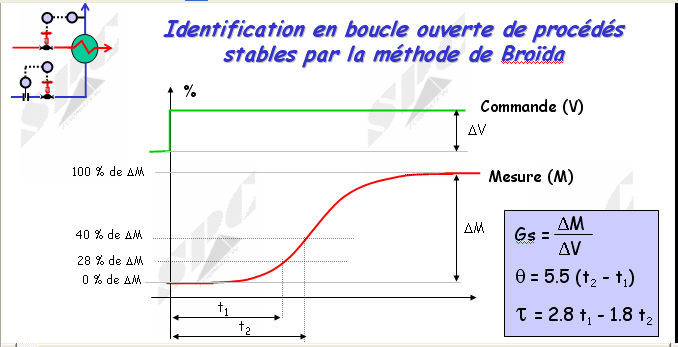 Identification en boucle ouverte de procédés
stables par la méthode de Broïda
%
Commande (V)
ΔV
100 % de ΔM
Mesure (M)
40 % de ΔM
ΔM
28 % de ΔM
0 % de ΔM
Gs = ΔM
ΔV
θ = 5.5 (t₂ - t₁)
τ = 2.8 t₁ - 1.8 t₂
t₁
t₂